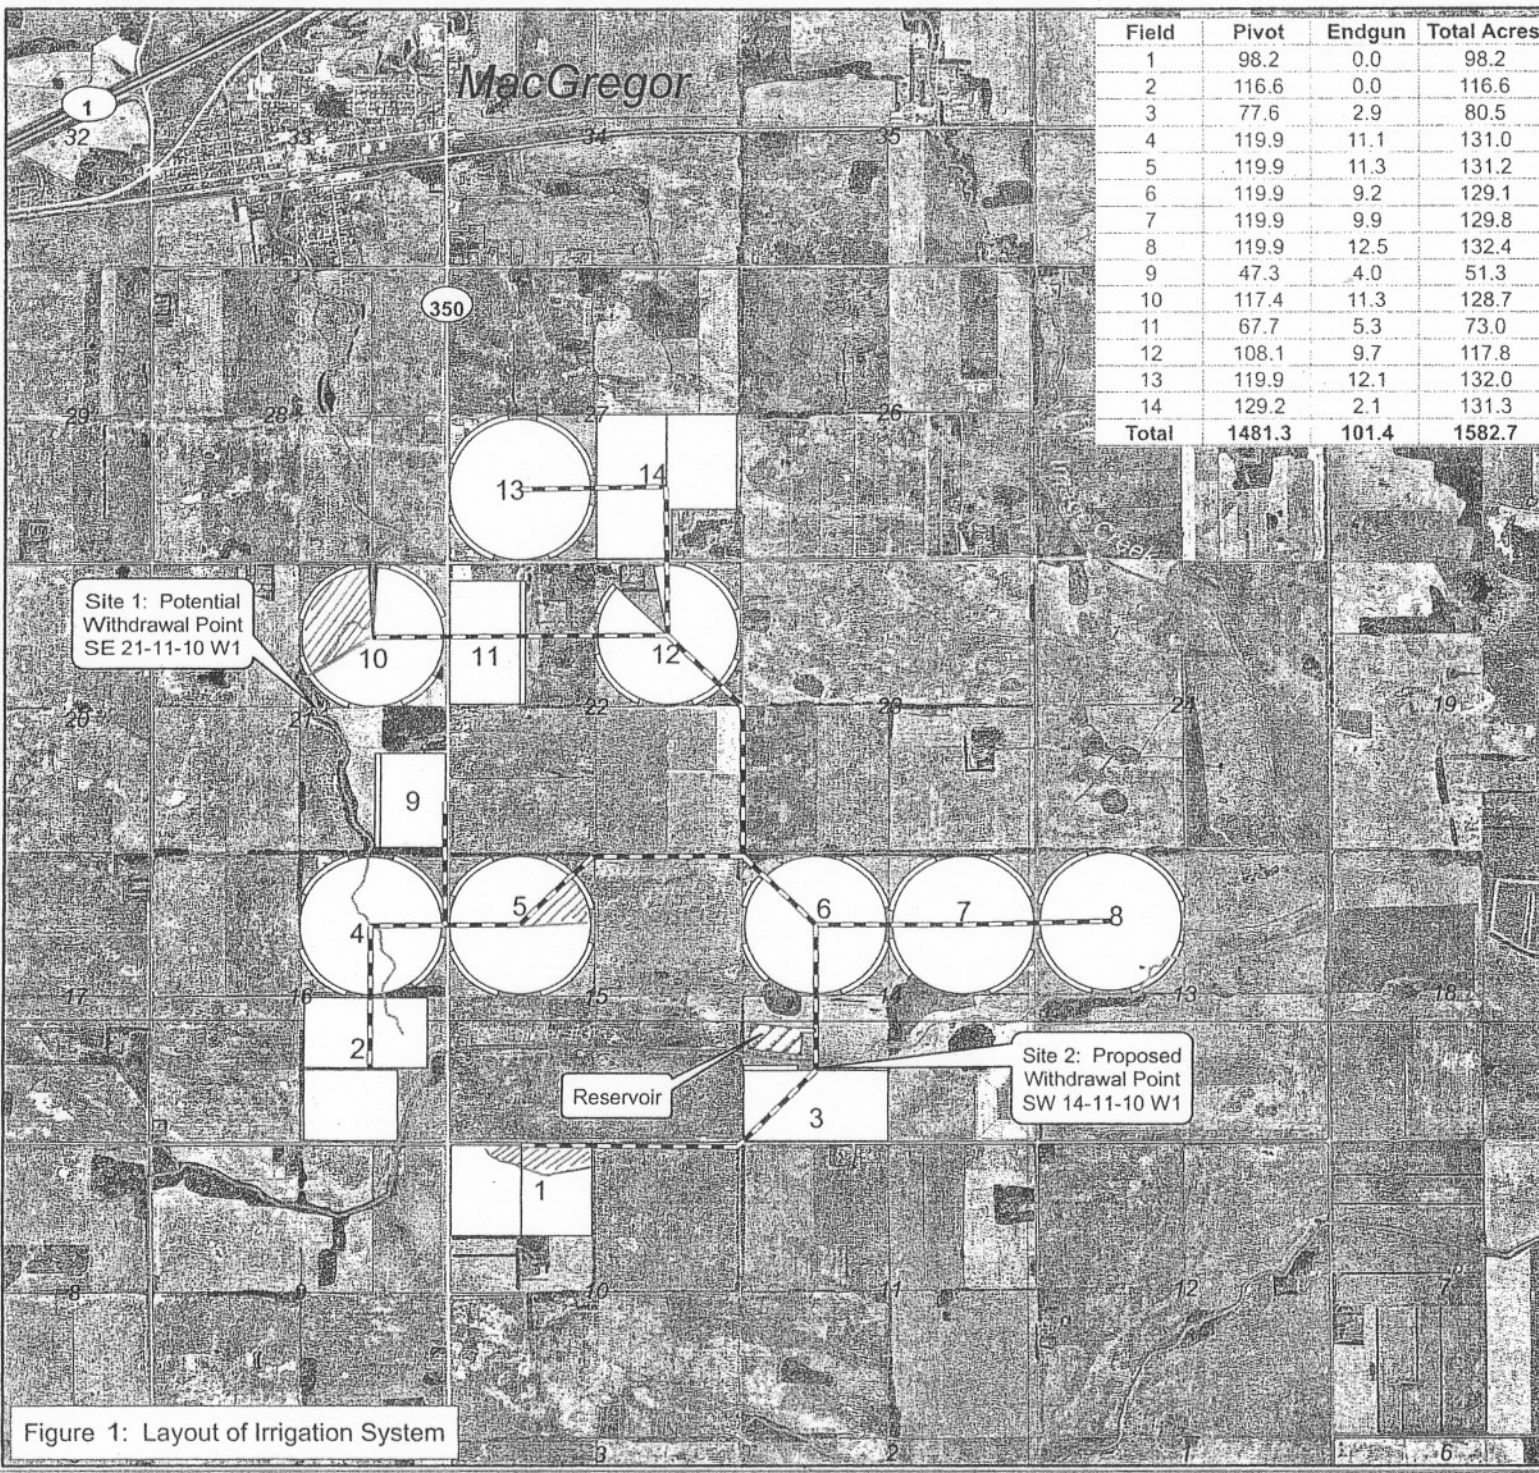 MacGregor
Field Pivot Endgun Total Acres
1 98.2 0.0 98.2
2 116.6 0.0 116.6
3 77.6 2.9 80.5
4 119.9 11.1 131.0
5 119.9 11.3 131.2
6 119.9 9.2 129.1
7 119.9 9.9 129.8
8 119.9 12.5 132.4
9 47.3 4.0 51.3
10 117.4 11.3 128.7
11 67.7 5.3 73.0
12 108.1 9.7 117.8
13 119.9 12.1 132.0
14 129.2 2.1 131.3
Total 1481.3 101.4 1582.7
1
32 33 34 35
350
29 28 27 26
13 14
Creek
Site 1: Potential
Withdrawal Point
SE 21-11-10 W1
10 11 12
20 21 22 23 24 19
9
4 5 6 7 8
17 16 15 14 13 18
2
Reservoir
Site 2: Proposed
Withdrawal Point
SW 14-11-10 W1
3
1
8 9 10 11 12 7
Figure 1: Layout of Irrigation System
3 2 1 6